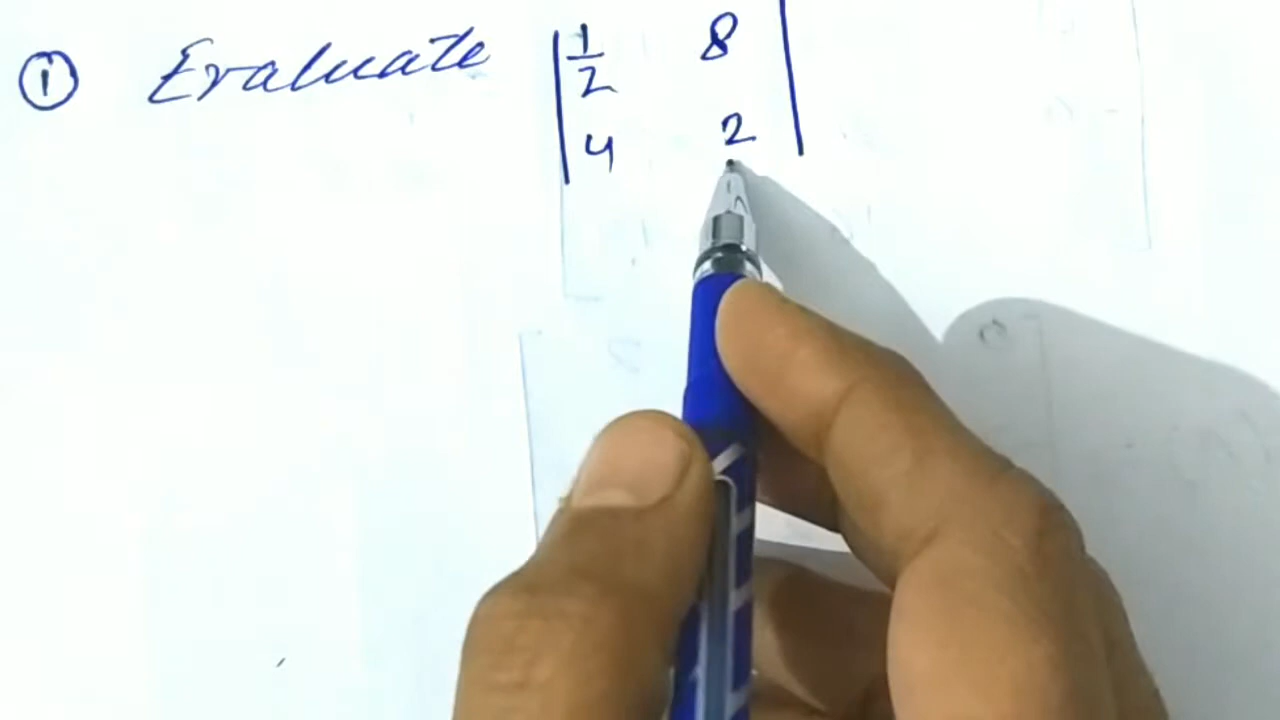 ① Evaluate | 1/2 8 |
| 4 2 |